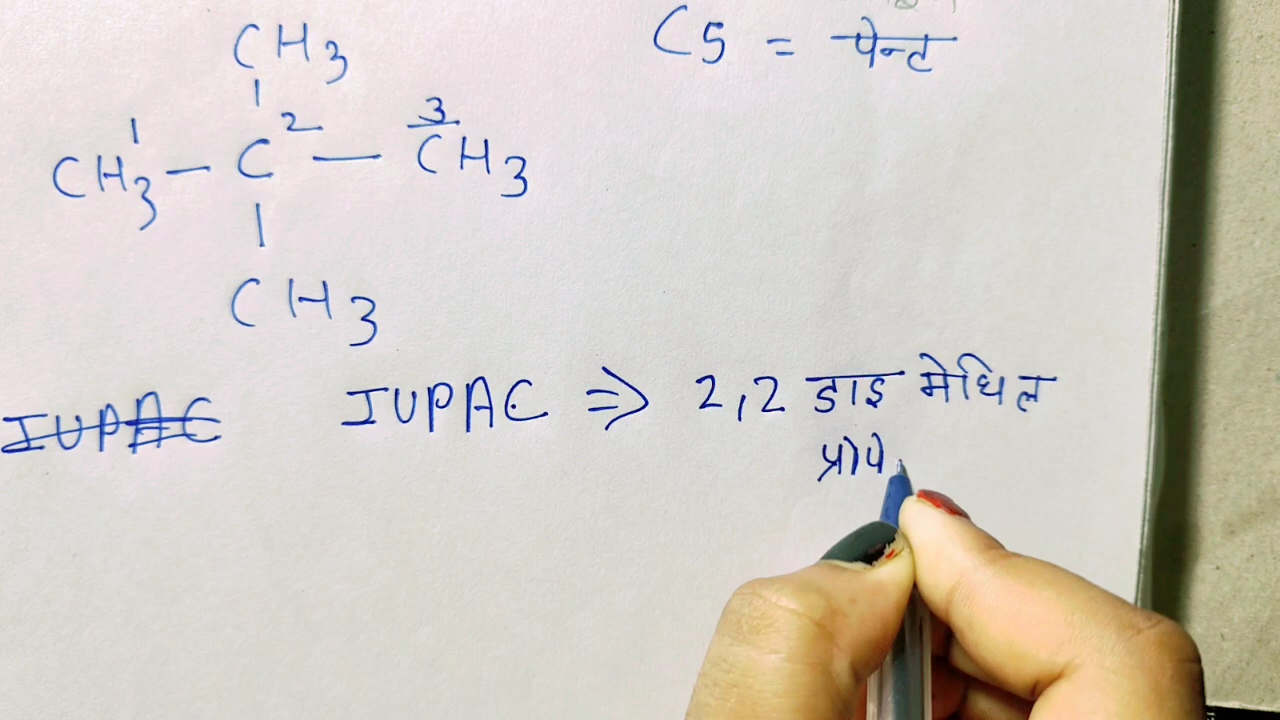 C5 = पेन्ट
CH3
|
1 2 3
CH3 — C — CH3
|
CH3
IUPAC IUPAC ⇒ 2,2 डाइ मेथिल
प्रोपे